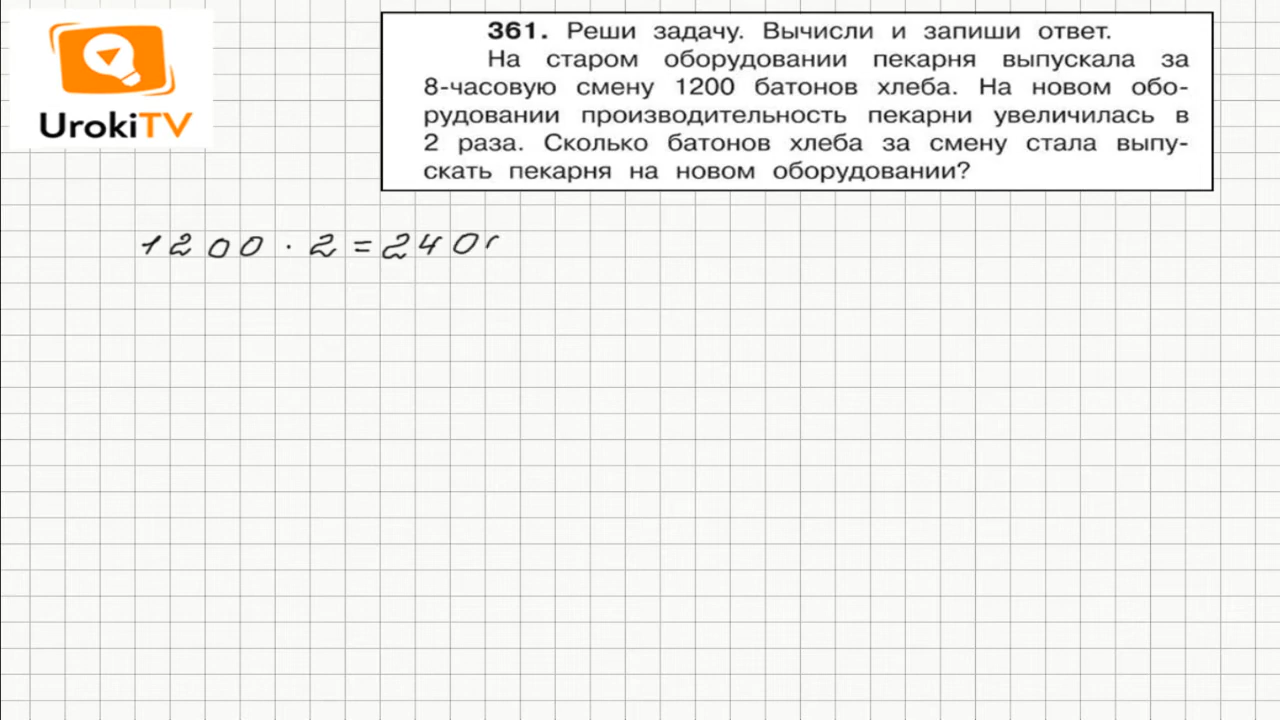 UrokiTV
361. Реши задачу. Вычисли и запиши ответ.
На старом оборудовании пекарня выпускала за
8-часовую смену 1200 батонов хлеба. На новом обо-
рудовании производительность пекарни увеличилась в
2 раза. Сколько батонов хлеба за смену стала выпу-
скать пекарня на новом оборудовании?
1200 · 2 = 240